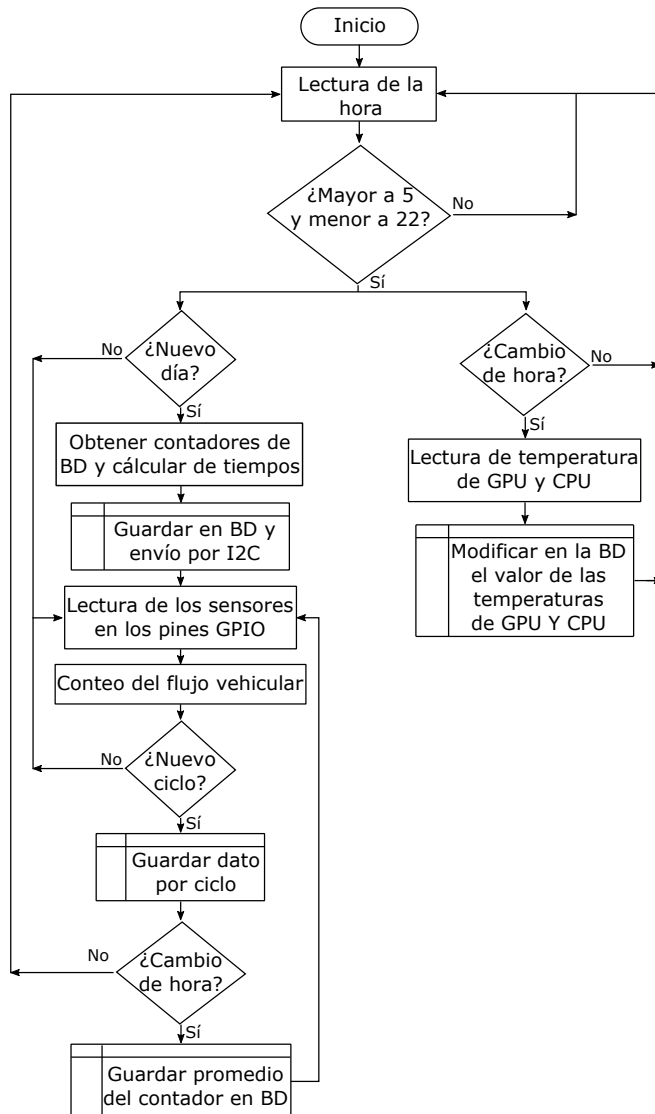 Inicio
Lectura de la
hora
¿Mayor a 5
y menor a 22?
No
Sí
¿Nuevo
día?
No
Sí
Obtener contadores de
BD y cálcular de tiempos
Guardar en BD y
envío por I2C
Lectura de los sensores
en los pines GPIO
Conteo del flujo vehicular
¿Nuevo
ciclo?
No
Sí
Guardar dato
por ciclo
¿Cambio
de hora?
No
Sí
Guardar promedio
del contador en BD
¿Cambio
de hora?
No
Sí
Lectura de temperatura
de GPU y CPU
Modificar en la BD
el valor de las
temperaturas
de GPU Y CPU